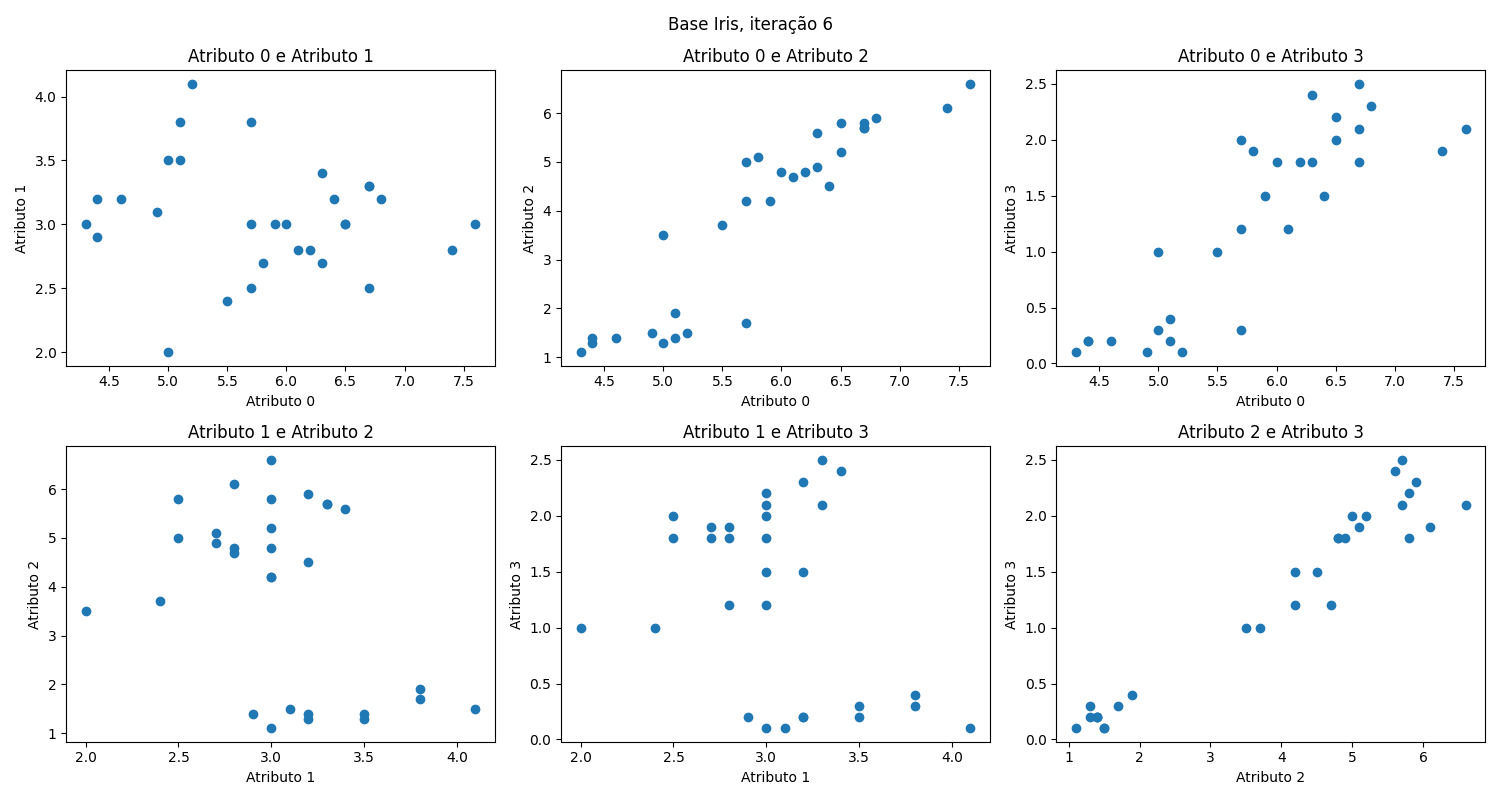 Base Iris, iteração 6
Atributo 0 e Atributo 1
Atributo 1
4.0
3.5
3.0
2.5
2.0
4.5 5.0 5.5 6.0 6.5 7.0 7.5
Atributo 0
Atributo 0 e Atributo 2
Atributo 2
6
5
4
3
2
1
4.5 5.0 5.5 6.0 6.5 7.0 7.5
Atributo 0
Atributo 0 e Atributo 3
Atributo 3
2.5
2.0
1.5
1.0
0.5
0.0
4.5 5.0 5.5 6.0 6.5 7.0 7.5
Atributo 0
Atributo 1 e Atributo 2
Atributo 2
6
5
4
3
2
1
2.0 2.5 3.0 3.5 4.0
Atributo 1
Atributo 1 e Atributo 3
Atributo 3
2.5
2.0
1.5
1.0
0.5
0.0
2.0 2.5 3.0 3.5 4.0
Atributo 1
Atributo 2 e Atributo 3
Atributo 3
2.5
2.0
1.5
1.0
0.5
0.0
1 2 3 4 5 6
Atributo 2